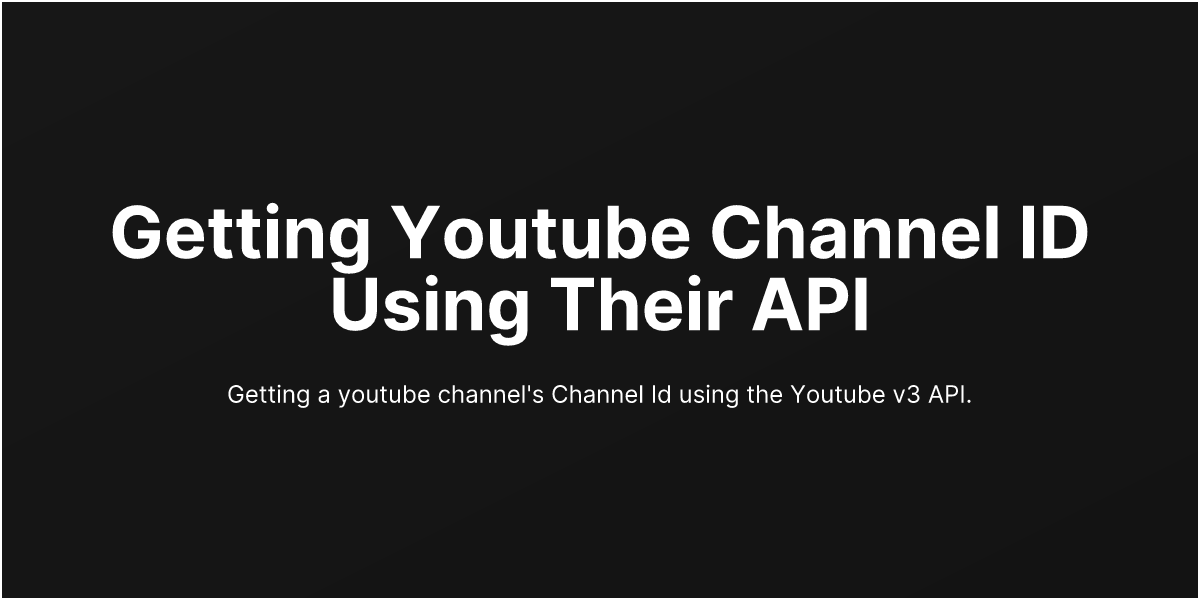 Getting Youtube Channel ID
Using Their API
Getting a youtube channel's Channel Id using the Youtube v3 API.